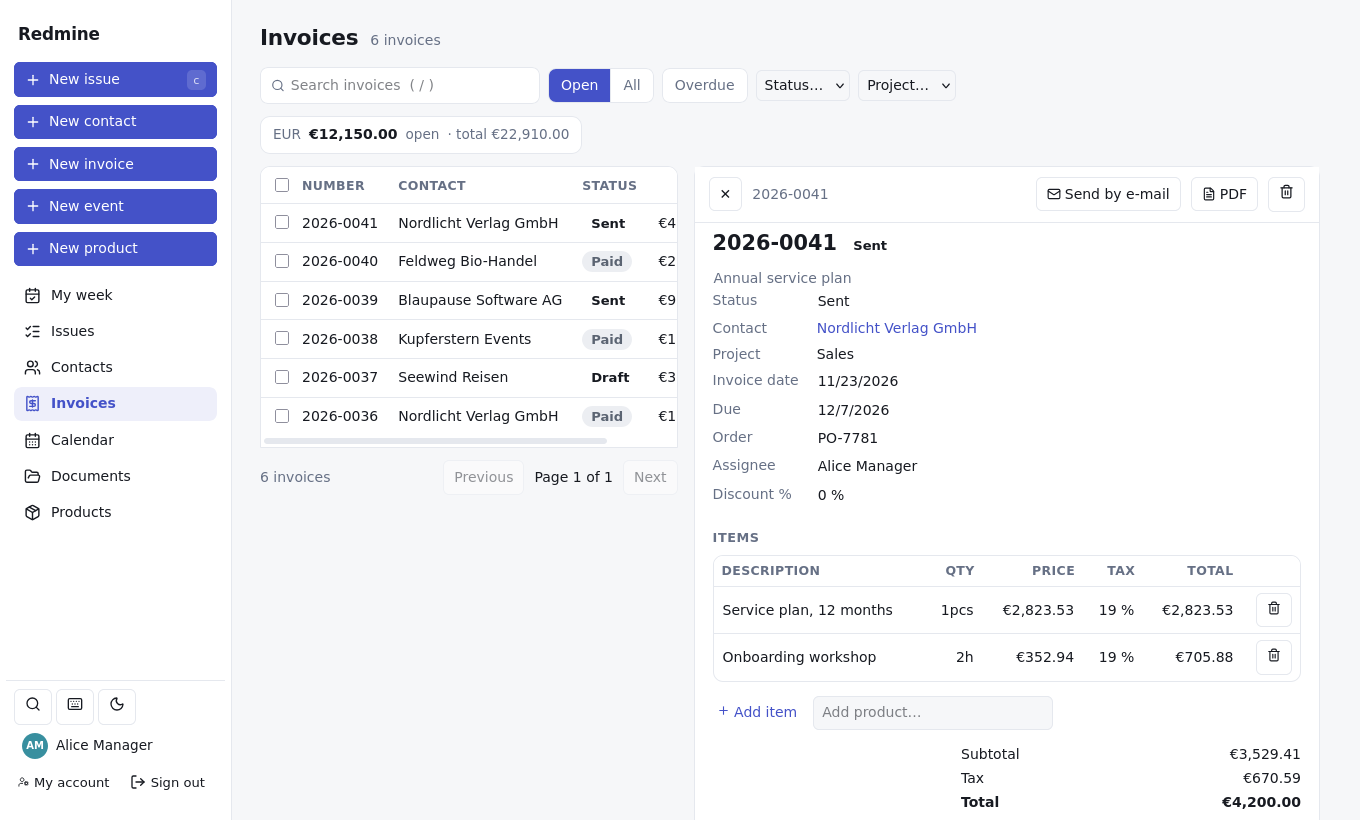 Redmine
New issue c
New contact
New invoice
New event
New product
My week
Issues
Contacts
Invoices
Calendar
Documents
Products
AM Alice Manager
My account Sign out
Invoices 6 invoices
Search invoices ( / ) Open All Overdue Status... Project...
EUR €12,150.00 open · total €22,910.00
NUMBER CONTACT STATUS
2026-0041 Nordlicht Verlag GmbH Sent €4
2026-0040 Feldweg Bio-Handel Paid €2
2026-0039 Blaupause Software AG Sent €9
2026-0038 Kupferstern Events Paid €1
2026-0037 Seewind Reisen Draft €3
2026-0036 Nordlicht Verlag GmbH Paid €1
6 invoices Previous Page 1 of 1 Next
2026-0041 Send by e-mail PDF
2026-0041 Sent
Annual service plan
Status Sent
Contact Nordlicht Verlag GmbH
Project Sales
Invoice date 11/23/2026
Due 12/7/2026
Order PO-7781
Assignee Alice Manager
Discount % 0 %
ITEMS
DESCRIPTION QTY PRICE TAX TOTAL
Service plan, 12 months 1pcs €2,823.53 19 % €2,823.53
Onboarding workshop 2h €352.94 19 % €705.88
+ Add item Add product...
Subtotal €3,529.41
Tax €670.59
Total €4,200.00